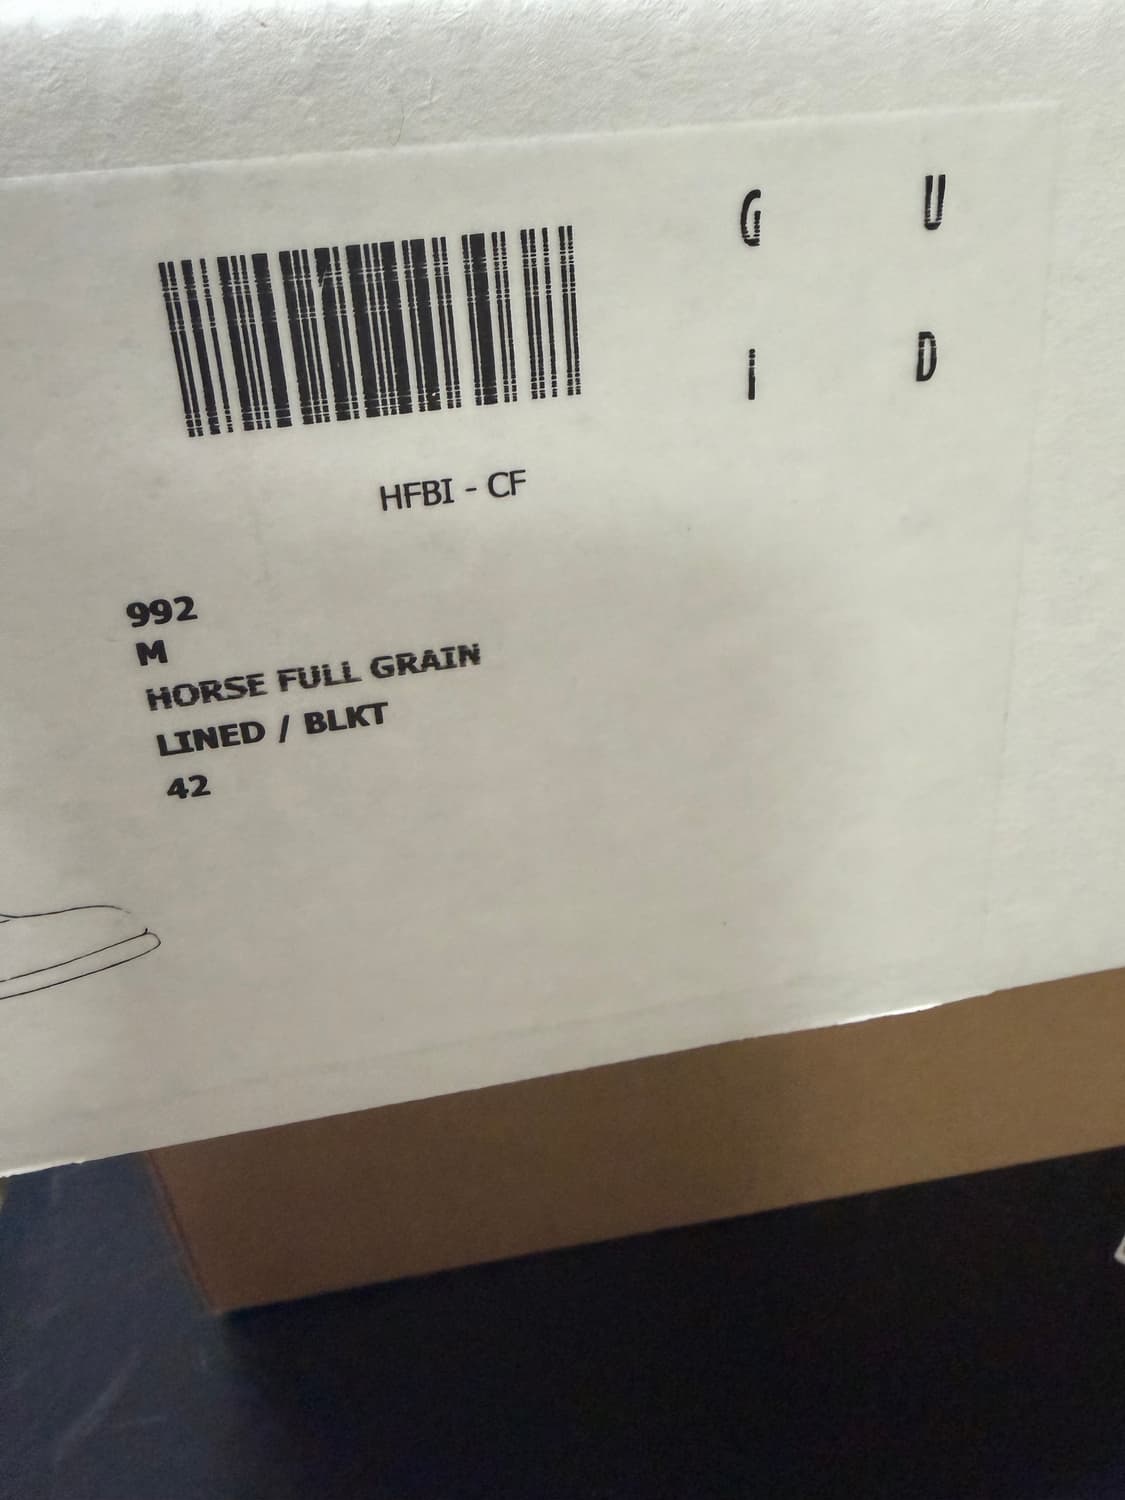 G U
I D
HFBI - CF
992
M
HORSE FULL GRAIN
LINED / BLKT
42